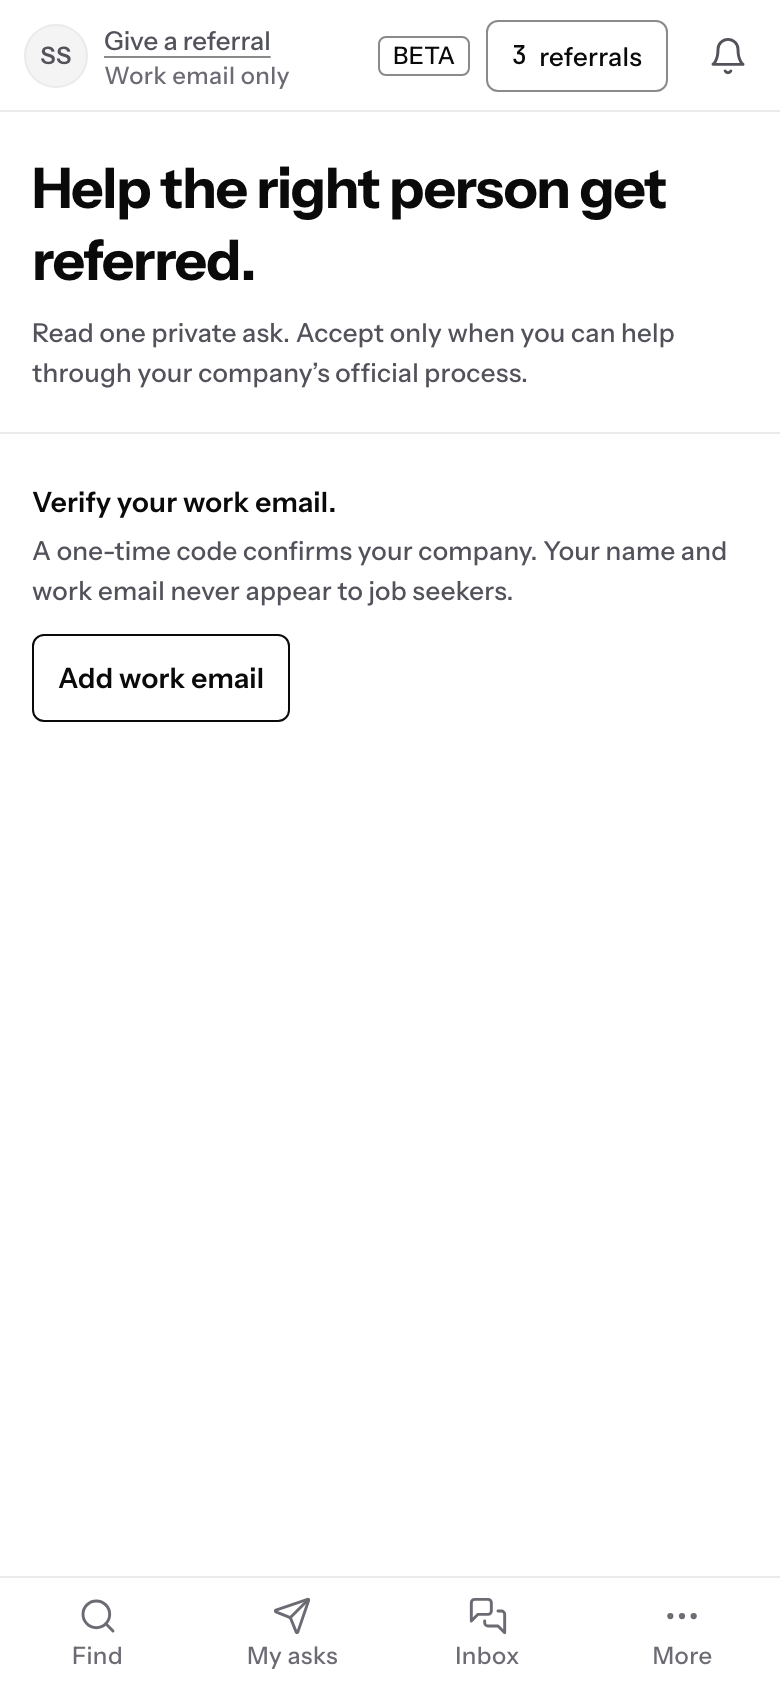 SS
Give a referral
Work email only
BETA
3 referrals
Help the right person get
referred.
Read one private ask. Accept only when you can help
through your company’s official process.
Verify your work email.
A one-time code confirms your company. Your name and
work email never appear to job seekers.
Add work email
Find
My asks
Inbox
More